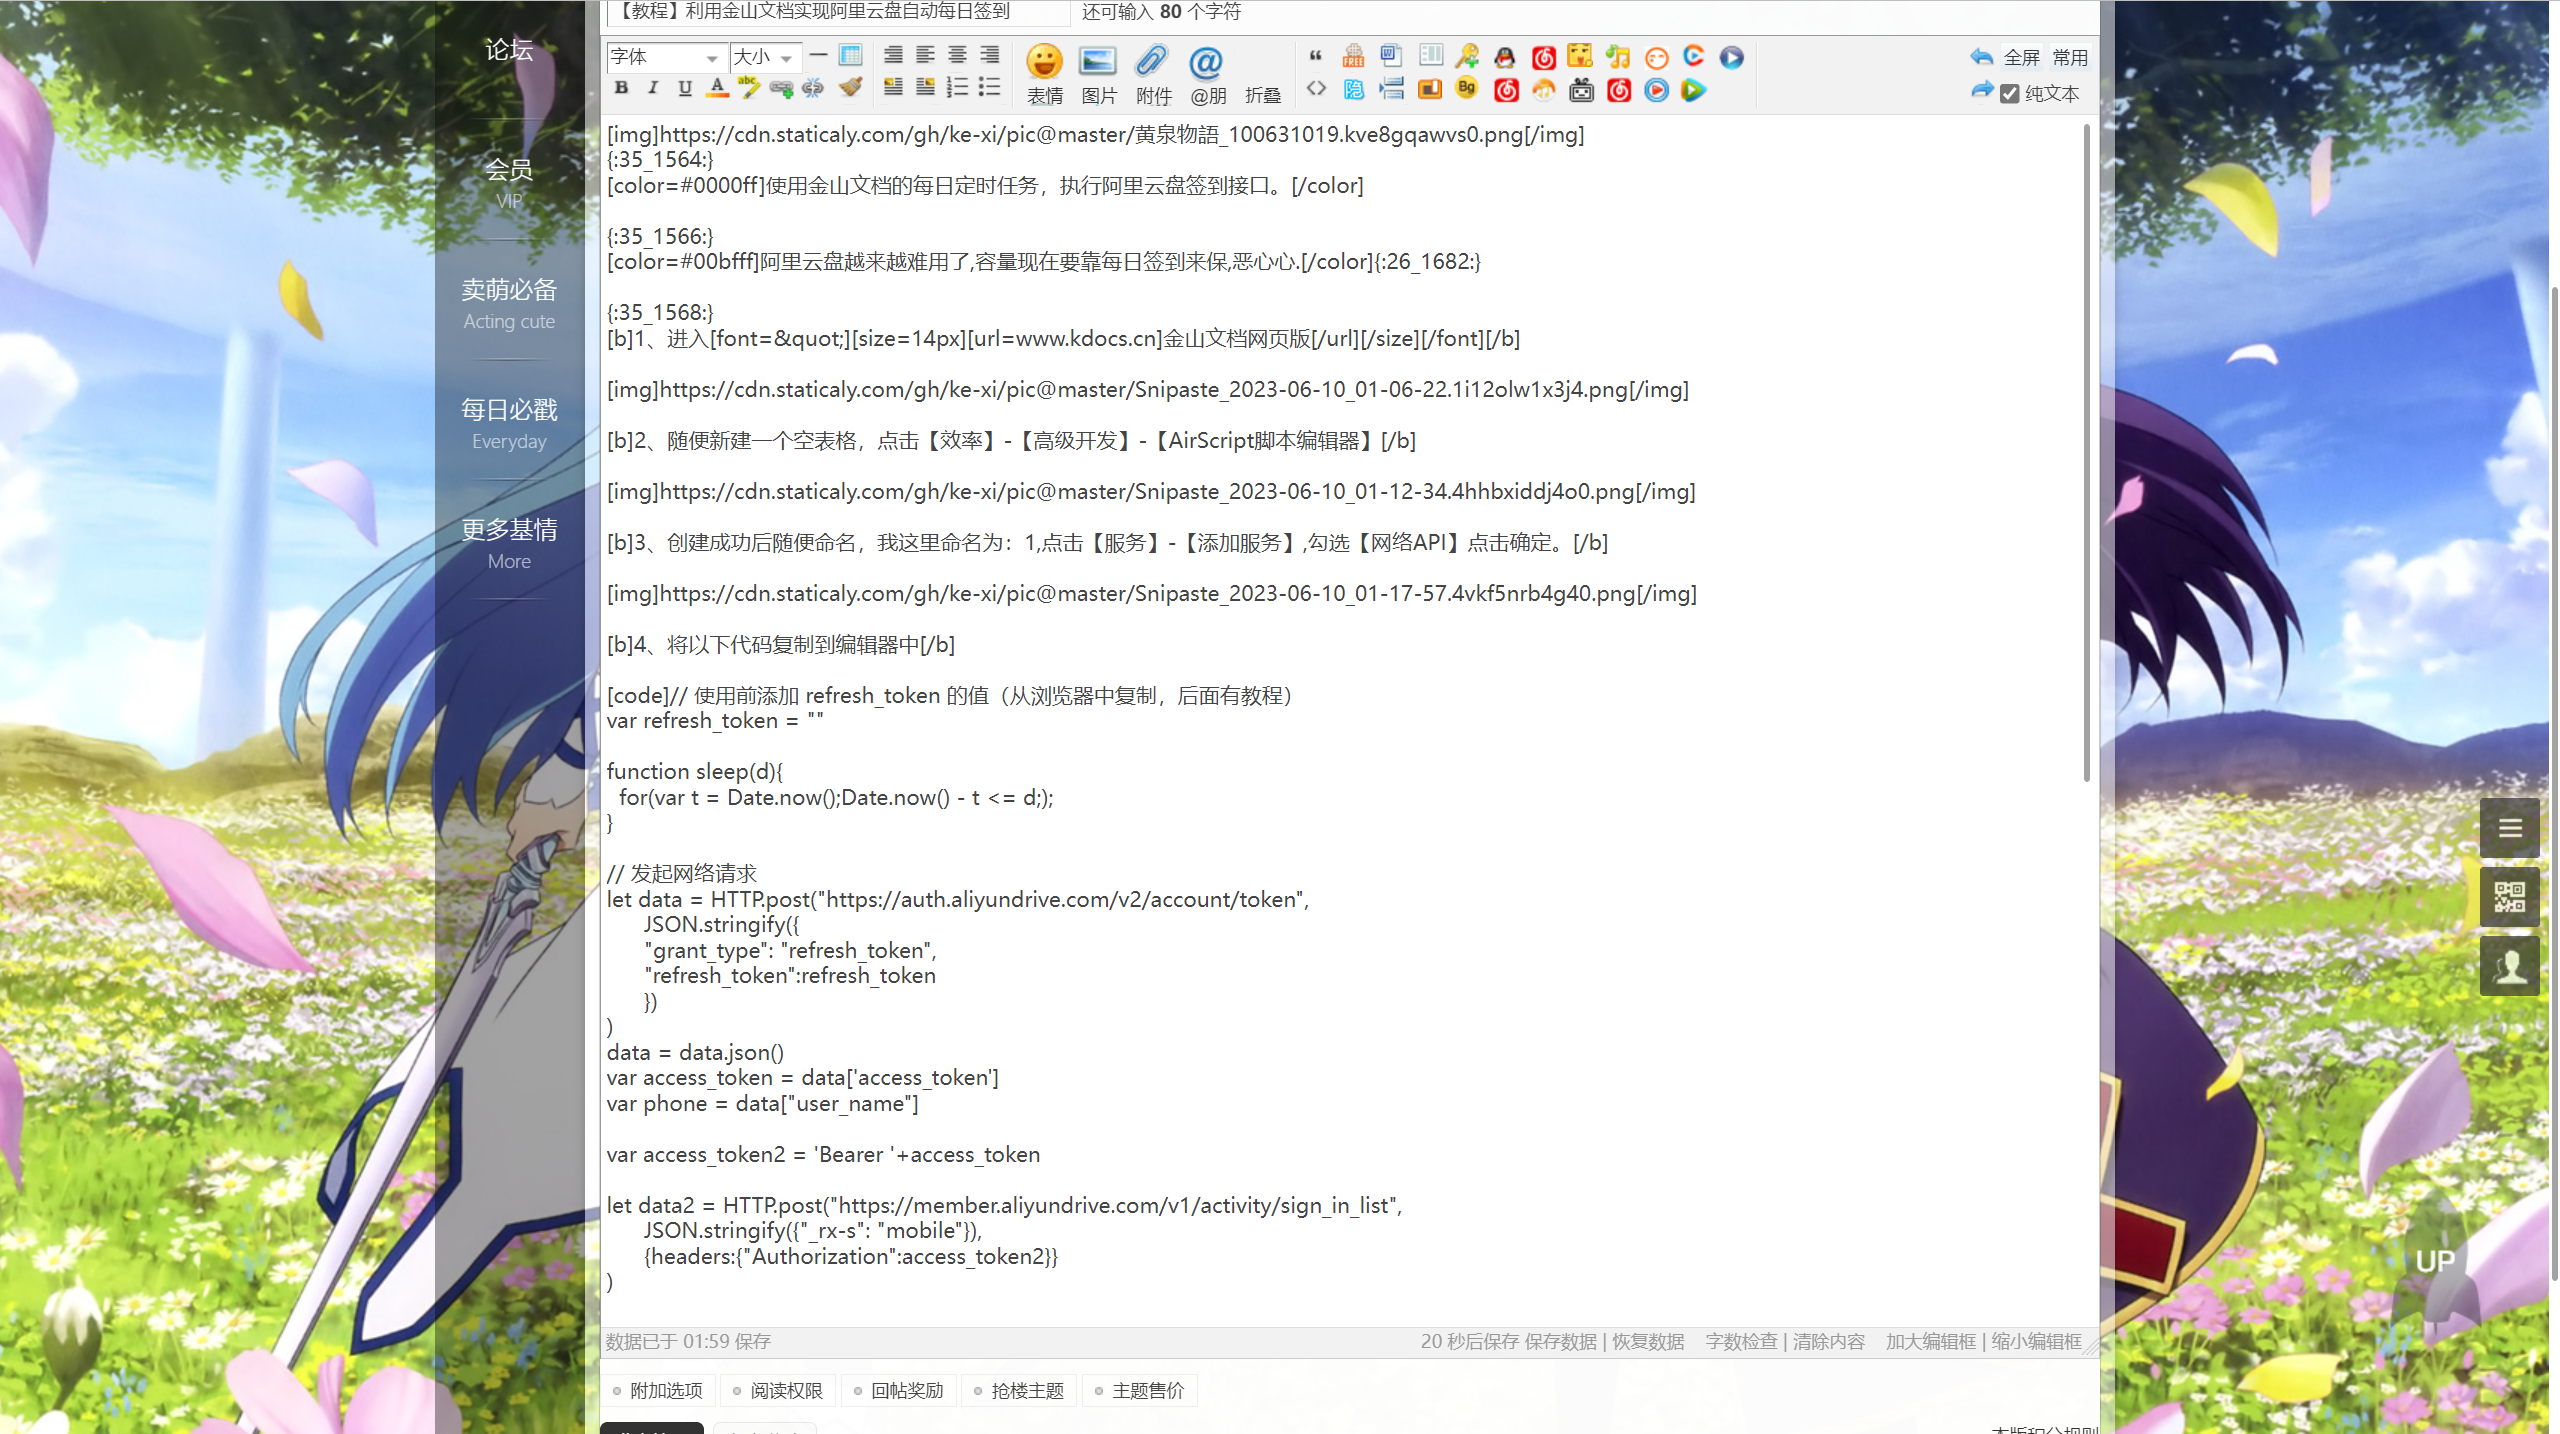 【教程】利用金山文档实现阿里云盘自动每日签到
还可输入 80 个字符
论坛
会员
VIP
卖萌必备
Acting cute
每日必戳
Everyday
更多基情
More
字体
大小
表情
图片
附件
@朋
折叠
FREE
B I U A abc
隐
Bg
全屏 常用
纯文本
[img]https://cdn.staticaly.com/gh/ke-xi/pic@master/黄泉物語_100631019.kve8gqawvs0.png[/img]
{:35_1564:}
[color=#0000ff]使用金山文档的每日定时任务，执行阿里云盘签到接口。[/color]
{:35_1566:}
[color=#00bfff]阿里云盘越来越难用了,容量现在要靠每日签到来保,恶心心.[/color]{:26_1682:}
{:35_1568:}
[b]1、进入[font=&quot;][size=14px][url=www.kdocs.cn]金山文档网页版[/url][/size][/font][/b]
[img]https://cdn.staticaly.com/gh/ke-xi/pic@master/Snipaste_2023-06-10_01-06-22.1i12olw1x3j4.png[/img]
[b]2、随便新建一个空表格，点击【效率】-【高级开发】-【AirScript脚本编辑器】[/b]
[img]https://cdn.staticaly.com/gh/ke-xi/pic@master/Snipaste_2023-06-10_01-12-34.4hhbxiddj4o0.png[/img]
[b]3、创建成功后随便命名，我这里命名为：1,点击【服务】-【添加服务】,勾选【网络API】点击确定。[/b]
[img]https://cdn.staticaly.com/gh/ke-xi/pic@master/Snipaste_2023-06-10_01-17-57.4vkf5nrb4g40.png[/img]
[b]4、将以下代码复制到编辑器中[/b]
[code]// 使用前添加 refresh_token 的值（从浏览器中复制，后面有教程）
var refresh_token = ""
function sleep(d){
for(var t = Date.now();Date.now() - t <= d;);
}
// 发起网络请求
let data = HTTP.post("https://auth.aliyundrive.com/v2/account/token",
JSON.stringify({
"grant_type": "refresh_token",
"refresh_token":refresh_token
})
)
data = data.json()
var access_token = data['access_token']
var phone = data["user_name"]
var access_token2 = 'Bearer '+access_token
let data2 = HTTP.post("https://member.aliyundrive.com/v1/activity/sign_in_list",
JSON.stringify({"_rx-s": "mobile"}),
{headers:{"Authorization":access_token2}}
)
数据已于 01:59 保存
20 秒后保存 保存数据 | 恢复数据 字数检查 | 清除内容 加大编辑框 | 缩小编辑框
附加选项
阅读权限
回帖奖励
抢楼主题
主题售价
本版积分规则
UP